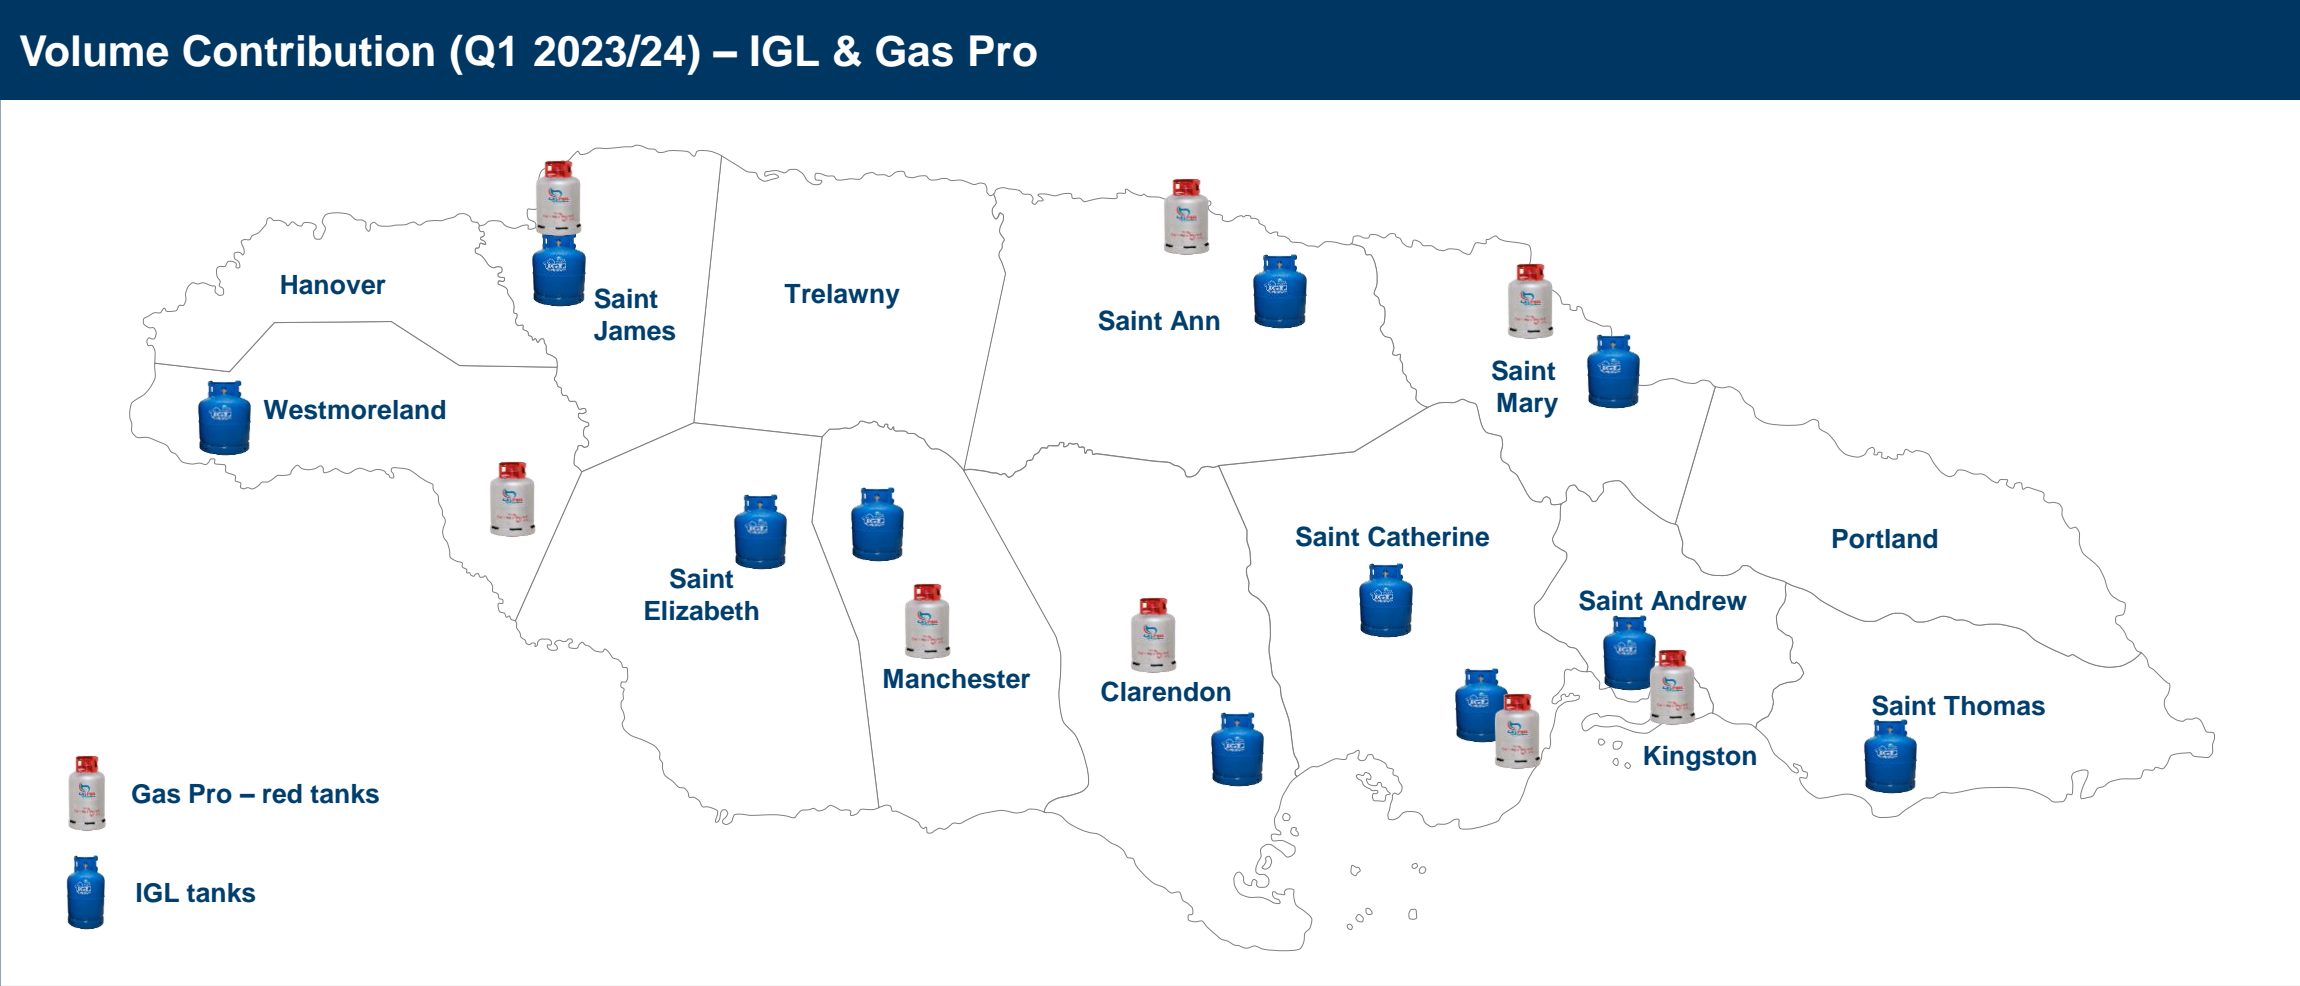 Volume Contribution (Q1 2023/24) – IGL & Gas Pro
Hanover
Saint
James
Trelawny
Saint Ann
Saint
Mary
Westmoreland
Saint Catherine
Portland
Saint
Elizabeth
Saint Andrew
Manchester
Clarendon
Saint Thomas
Kingston
Gas Pro – red tanks
IGL tanks